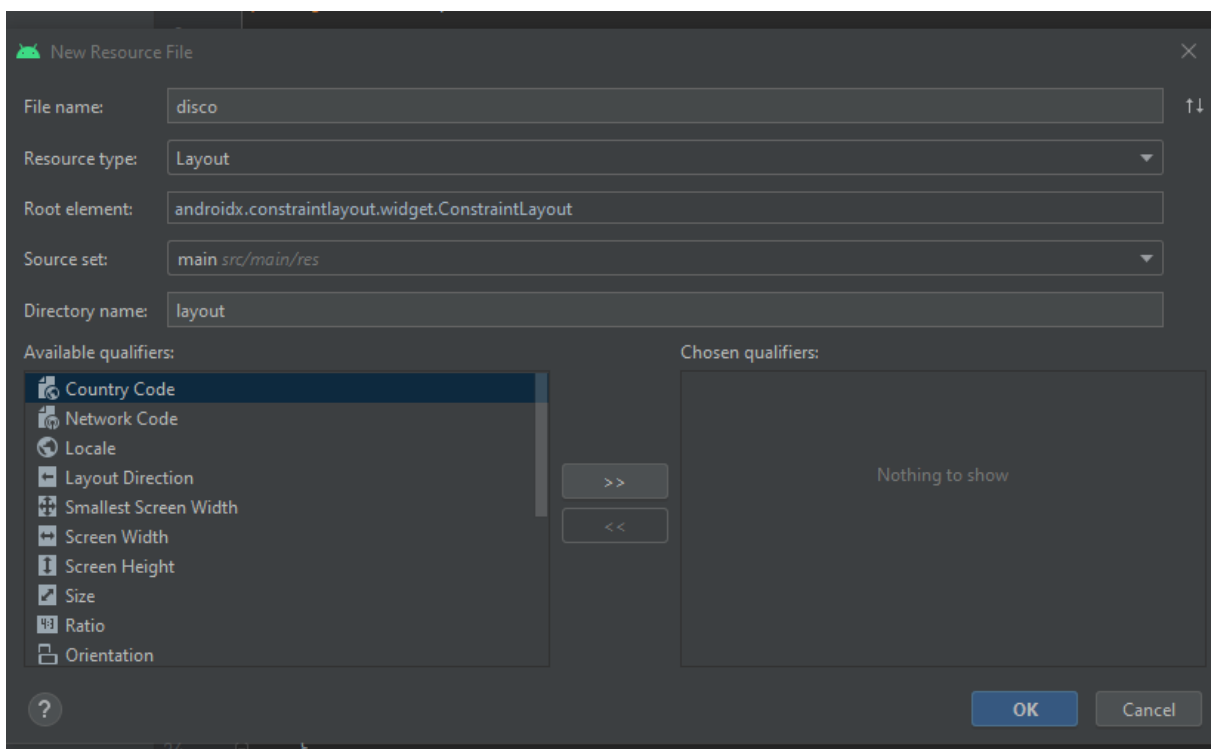 New Resource File
File name: disco
Resource type: Layout
Root element: androidx.constraintlayout.widget.ConstraintLayout
Source set: main src/main/res
Directory name: layout
Available qualifiers: Chosen qualifiers:
Country Code
Network Code
Locale
Layout Direction
Smallest Screen Width
Screen Width
Screen Height
Size
Ratio
Orientation
>>
<<
Nothing to show
?
OK Cancel